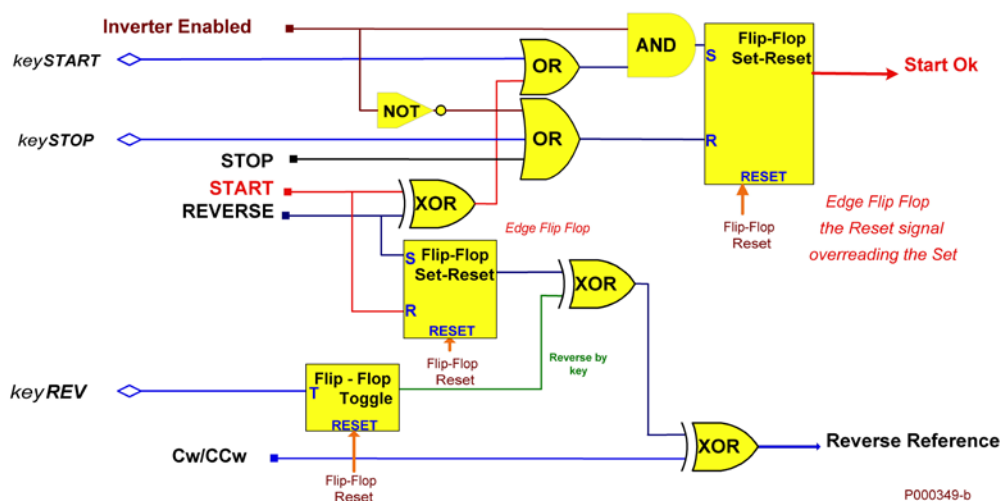 Inverter Enabled
keySTART
OR
AND
Flip-Flop
Set-Reset
S
Start Ok
NOT
keySTOP
OR
R
RESET
STOP
START
REVERSE
XOR
Flip-Flop
Reset
Edge Flip Flop
the Reset signal
overreading the Set
Edge Flip Flop
Flip-Flop
Set-Reset
S
R
RESET
XOR
Flip-Flop
Reset
Reverse by
key
keyREV
T
Flip - Flop
Toggle
RESET
Cw/CCw
XOR
Reverse Reference
Flip-Flop
Reset
P000349-b